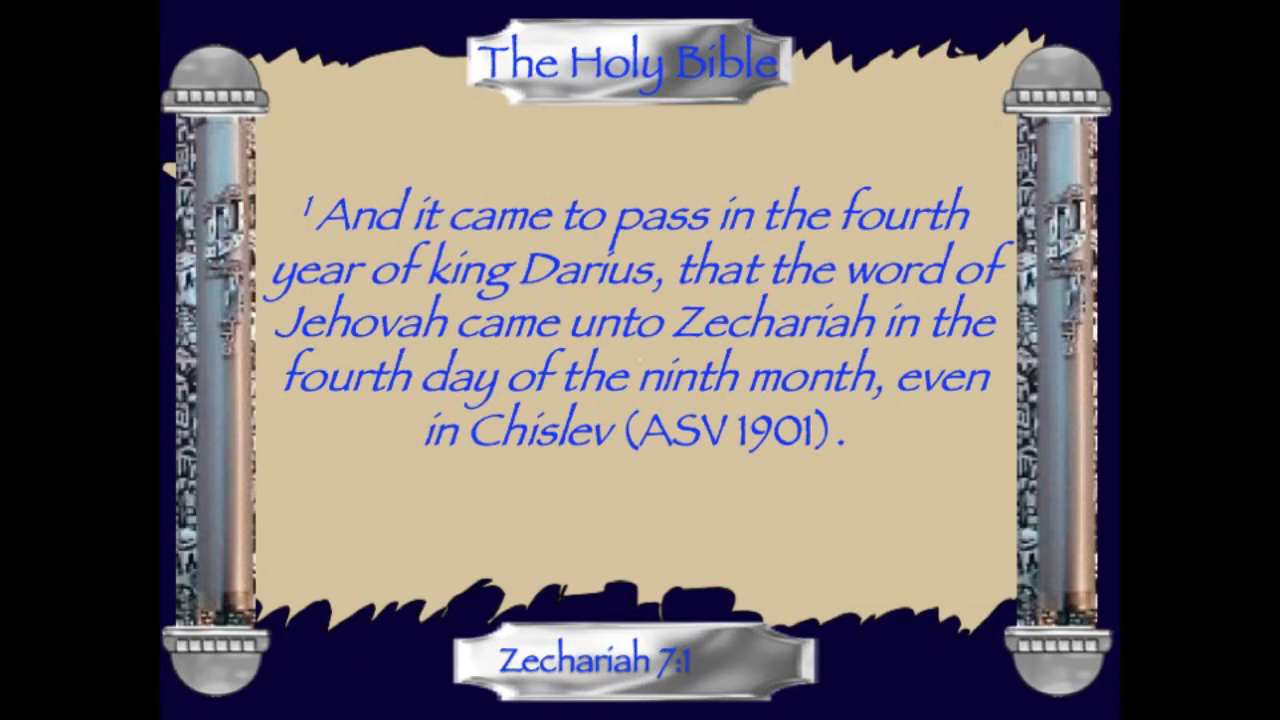 The Holy Bible
1 And it came to pass in the fourth
year of king Darius, that the word of
Jehovah came unto Zechariah in the
fourth day of the ninth month, even
in Chislev (ASV 1901) .
Zechariah 7:1